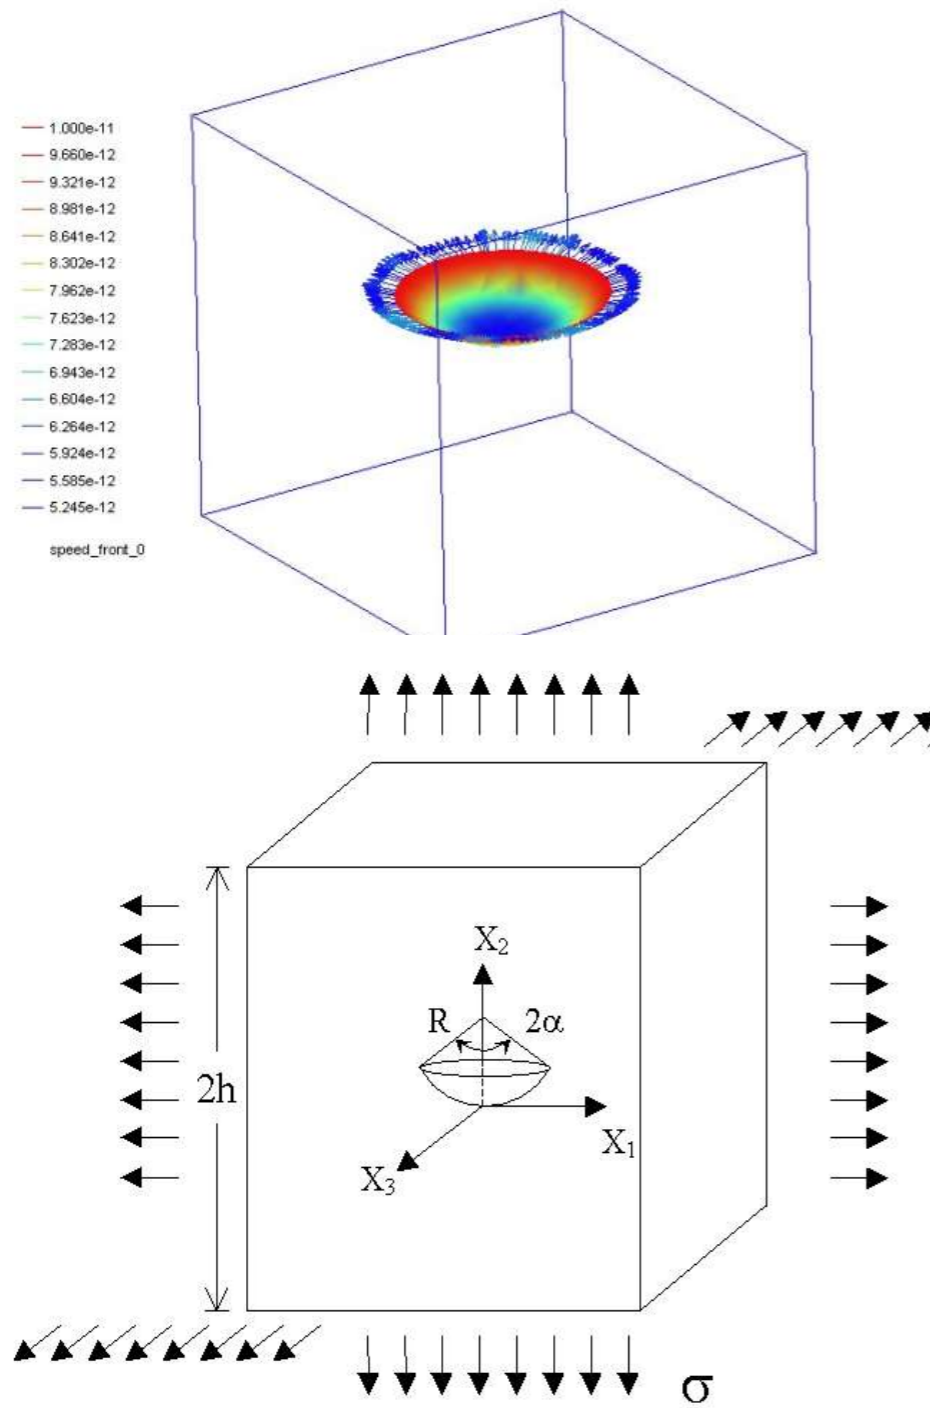 1.000e-11
9.660e-12
9.321e-12
8.981e-12
8.641e-12
8.302e-12
7.962e-12
7.623e-12
7.283e-12
6.943e-12
6.604e-12
6.264e-12
5.924e-12
5.585e-12
5.245e-12
speed_front_0
X₂
R 2α
2h
X₁
X₃
σ